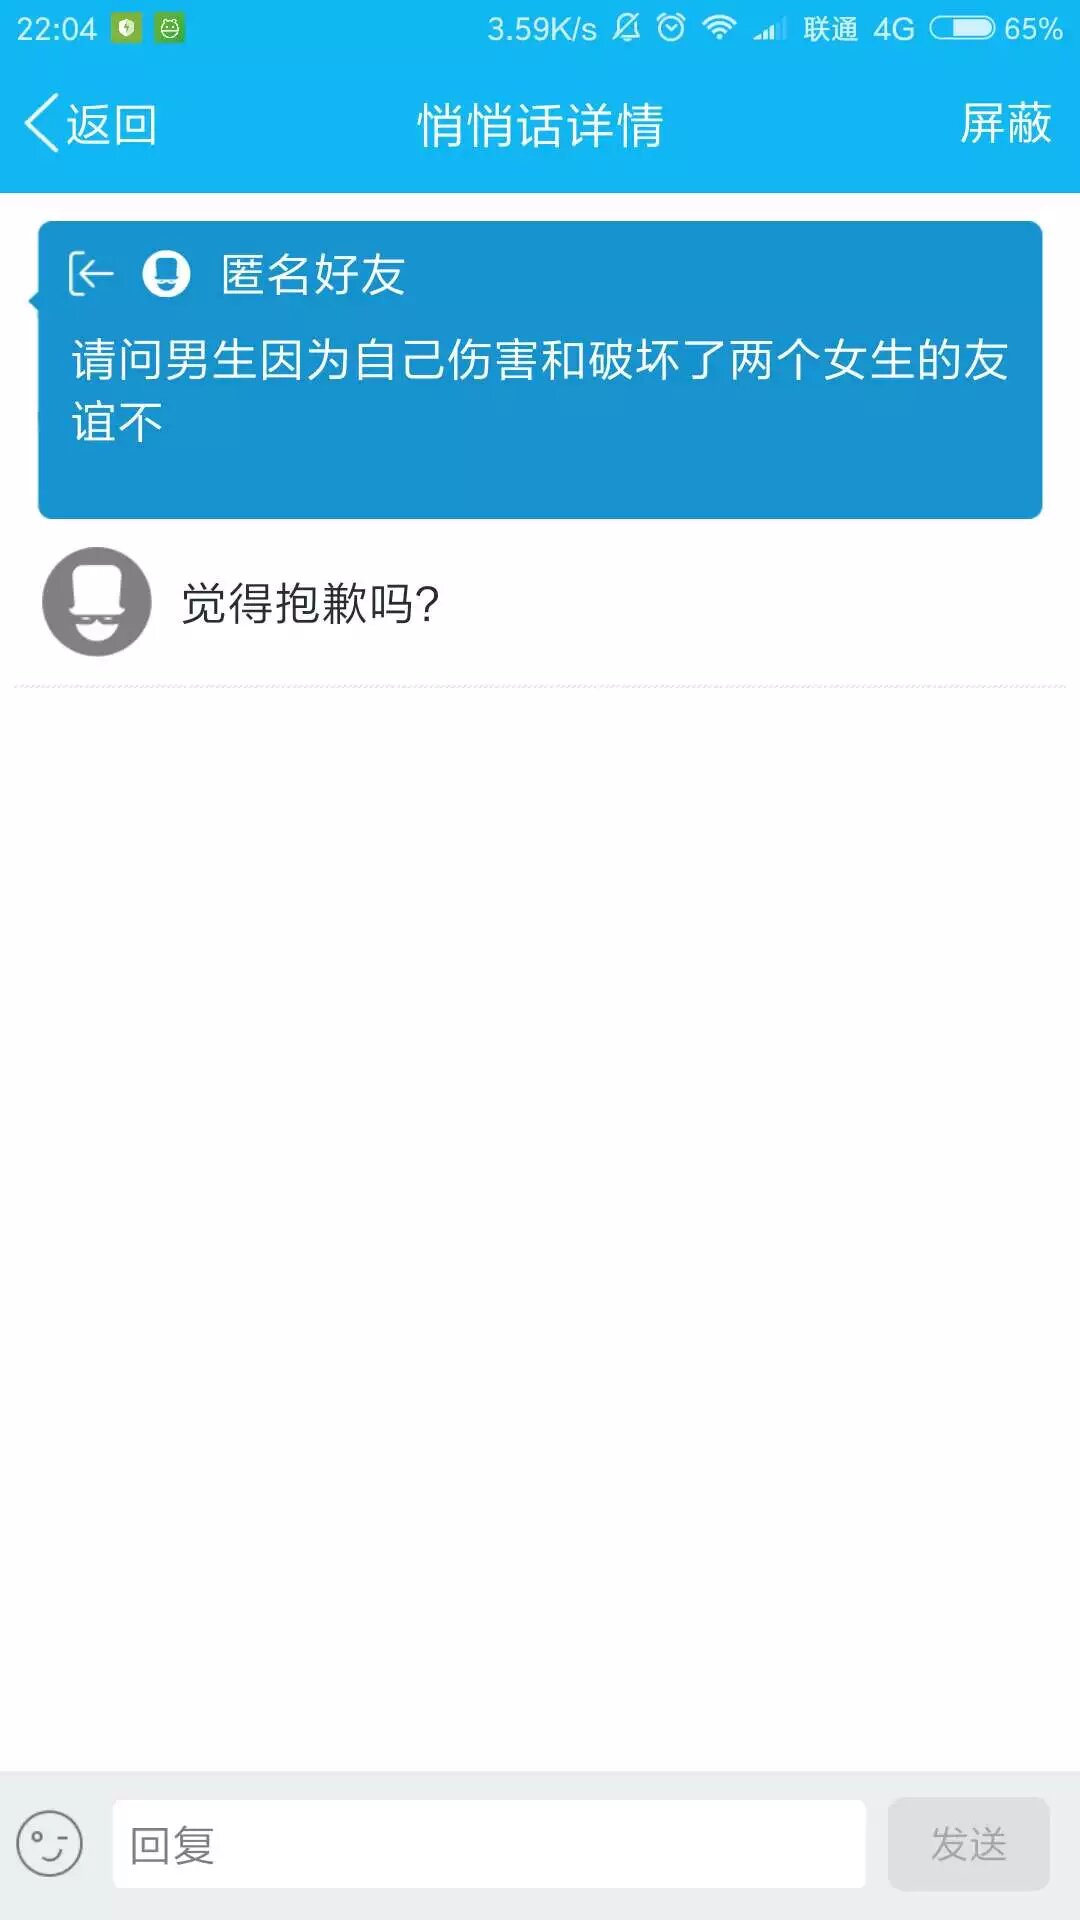 22:04 3.59K/s 联通 4G 65%
返回 悄悄话详情 屏蔽
匿名好友
请问男生因为自己伤害和破坏了两个女生的友
谊不
觉得抱歉吗?
回复 发送